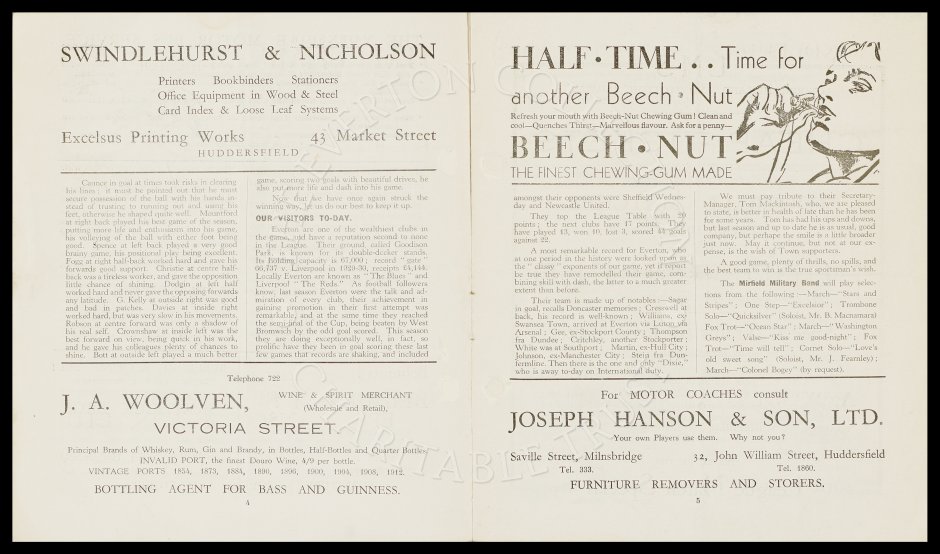 SWINDLEHURST & NICHOLSON
Printers Bookbinders Stationers
Office Equipment in Wood & Steel
Card Index & Loose Leaf Systems
Excelsus Printing Works 43 Market Street
HUDDERSFIELD
Chance in goal at times took risks in clearing
his lines; it must be pointed out that he must
secure possession of the ball with his hands in-
stead of trusting to running out and using his
feet, otherwise he shaped quite well. Mountford
at right back played his best game of the season,
putting more life and enthusiasm into his game,
his volleying of the ball with either foot being
good. Spence at left back played a very good
brainy game, his positional play being excellent.
Fogg at right half-back worked hard and gave his
forwards good support. Christie at centre half-
back was a tireless worker, and gave the opposition
little chance of shining. Dodgin at left half
worked hard and never gave the opposing forwards
any latitude. G. Kelly at outside right was good
and bad in patches. Davies at inside right
worked hard, but was very slow in his movements.
Robson at centre forward was only a shadow of
his real self. Crownshaw at inside left was the
best forward on view, being quick in his work,
and he gave his colleagues plenty of chances to
shine. Bott at outside left played a much better
game, scoring two goals with beautiful drives, he
also put more life and dash into his game.
Now that we have once again struck the
winning way, let us do our best to keep it up.
OUR VISITORS TO-DAY.
Everton are one of the wealthiest clubs in
the game, and have a reputation second to none
in the League. Their ground, called Goodison
Park, is known for its double-decker stands,
Its holding capacity is 67,000; record "gate"
66,737 v. Liverpool in 1929-30, receipts £4,444.
Locally Everton are known as "The Blues" and
Liverpool "The Reds." As football followers
know, last season Everton were the talk and ad-
miration of every club, their achievement in
gaining promotion in their first attempt was
remarkable, and at the same time they reached
the semi-final of the Cup, being beaten by West
Bromwich by the odd goal scored. This season
they are doing exceptionally well, in fact, so
prolific have they been in goal scoring these last
few games that records are shaking, and included
Telephone 722
J. A. WOOLVEN,
WINE & SPIRIT MERCHANT
(Wholesale and Retail),
VICTORIA STREET.
Principal Brands of Whiskey, Rum, Gin and Brandy, in Bottles, Half-Bottles and Quarter Bottles.
INVALID PORT, the finest Douro Wine, 4/9 per bottle.
VINTAGE PORTS 1854, 1873, 1884, 1890, 1896, 1900, 1904, 1908, 1912.
BOTTLING AGENT FOR BASS AND GUINNESS.
4
HALF·TIME . . Time for
another Beech·Nut
Refresh your mouth with Beech-Nut Chewing Gum! Clean and
cool—Quenches Thirst—Marvellous flavour. Ask for a penny—
BEECH·NUT
THE FINEST CHEWING-GUM MADE
amongst their opponents were Sheffield Wednes-
day and Newcastle United.
They top the League Table with 20
points; the next clubs have 17 points. They
have played 13, won 10, lost 3, scored 44 goals
against 22.
A most remarkable record for Everton, who
at one period in the history were looked upon as
the "classy" exponents of our game, yet if report
be true they have remodelled their game, com-
bining skill with dash, the latter to a much greater
extent than before.
Their team is made up of notables:—Sagar
in goal, recalls Doncaster memories; Cresswell at
back, his record is well-known; Williams, ex-
Swansea Town, arrived at Everton via Luton
Arsenal; Gee, ex-Stockport County; Thompson
fra Dundee; Critchley, another Stockporter;
White was at Southport; Martin, ex-Hull City;
Johnson, ex-Manchester City; Stein fra Dun-
fermline. Then there is the one and only "Dixie,"
who is away to-day on International duty.
We must pay tribute to their Secretary-
Manager, Tom Mackintosh, who, we are pleased
to state, is better in health of late than he has been
for some years. Tom has had his ups and downs,
but last season and up to date he is as usual, good
company, but perhaps the smile is a little broader
just now. May it continue, but not at our ex-
pense, is the wish of Town supporters.
A good game, plenty of thrills, no spills, and
the best team to win is the true sportsman's wish.
The Mirfield Military Band will play selec-
tions from the following:—March—"Stars and
Stripes"; One Step—"Excelsior"; Trombone
Solo—"Quicksilver" (Soloist, Mr. B. Macnamara)
Fox Trot—"Ocean Star"; March—"Washington
Greys"; Valse—"Kiss me good-night"; Fox
Trot—"Time will tell"; Cornet Solo—"Love's
old sweet song" (Soloist, Mr. J. Fearnley);
March—"Colonel Bogey" (by request).
For MOTOR COACHES consult
JOSEPH HANSON & SON, LTD.
Your own Players use them. Why not you?
Saville Street, Milnsbridge 32, John William Street, Huddersfield
Tel. 333. Tel. 1860.
FURNITURE REMOVERS AND STORERS.
5
EVERTON CO
CHARITABLE TRUST